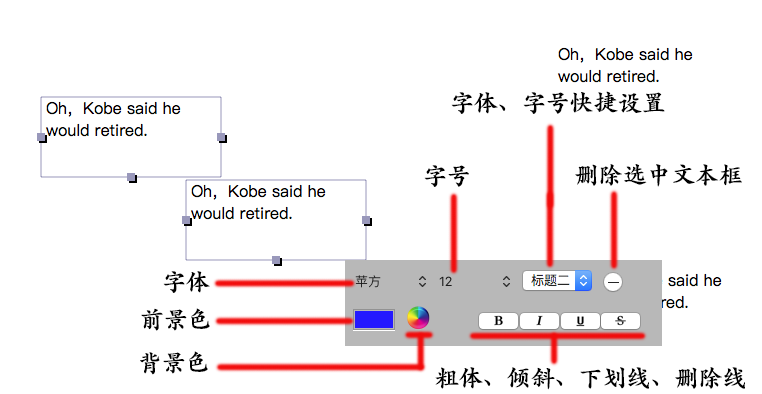 Oh，Kobe said he
would retired.
字体、字号快捷设置
Oh，Kobe said he
would retired.
字号
删除选中文本框
Oh，Kobe said he
would retired.
字体
苹方
12
标题二
said he
red.
前景色
B
I
U
S
背景色
粗体、倾斜、下划线、删除线